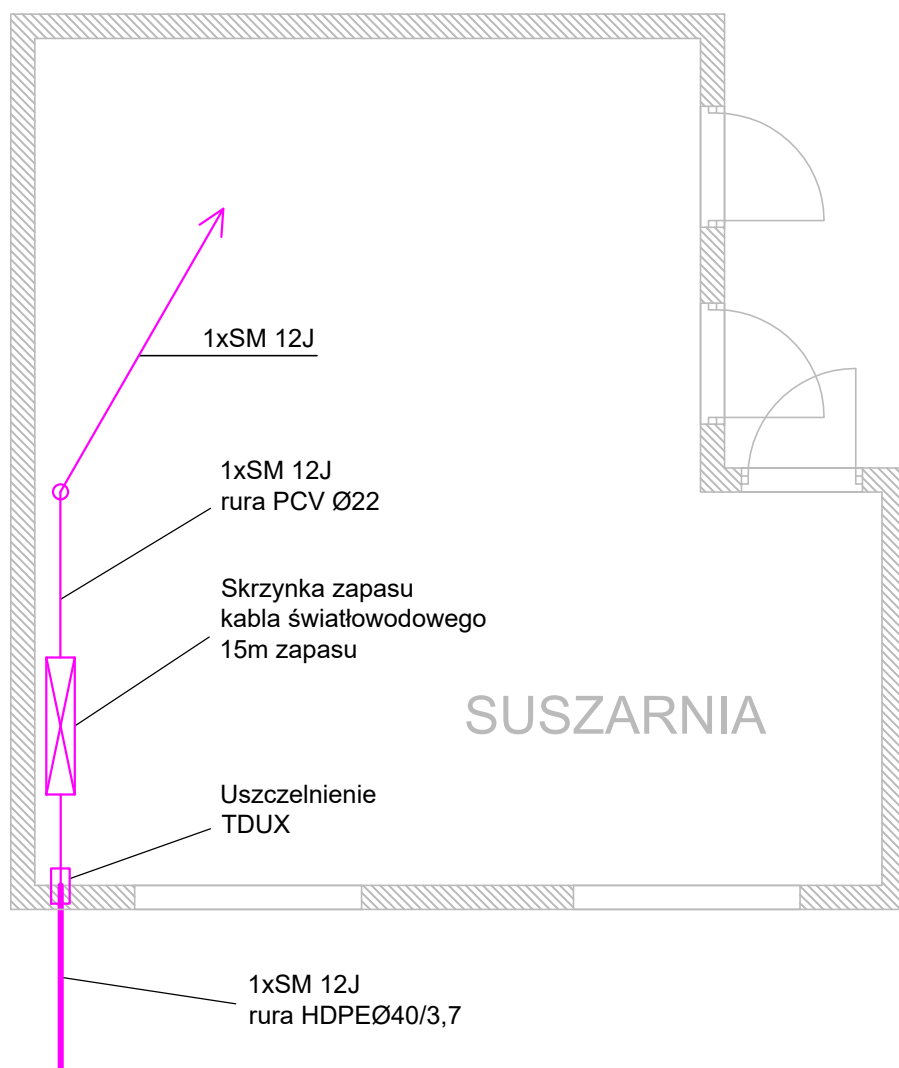 1xSM 12J
1xSM 12J
rura PCV Ø22
Skrzynka zapasu
kabla światłowodowego
15m zapasu
SUSZARNIA
Uszczelnienie
TDUX
1xSM 12J
rura HDPEØ40/3,7